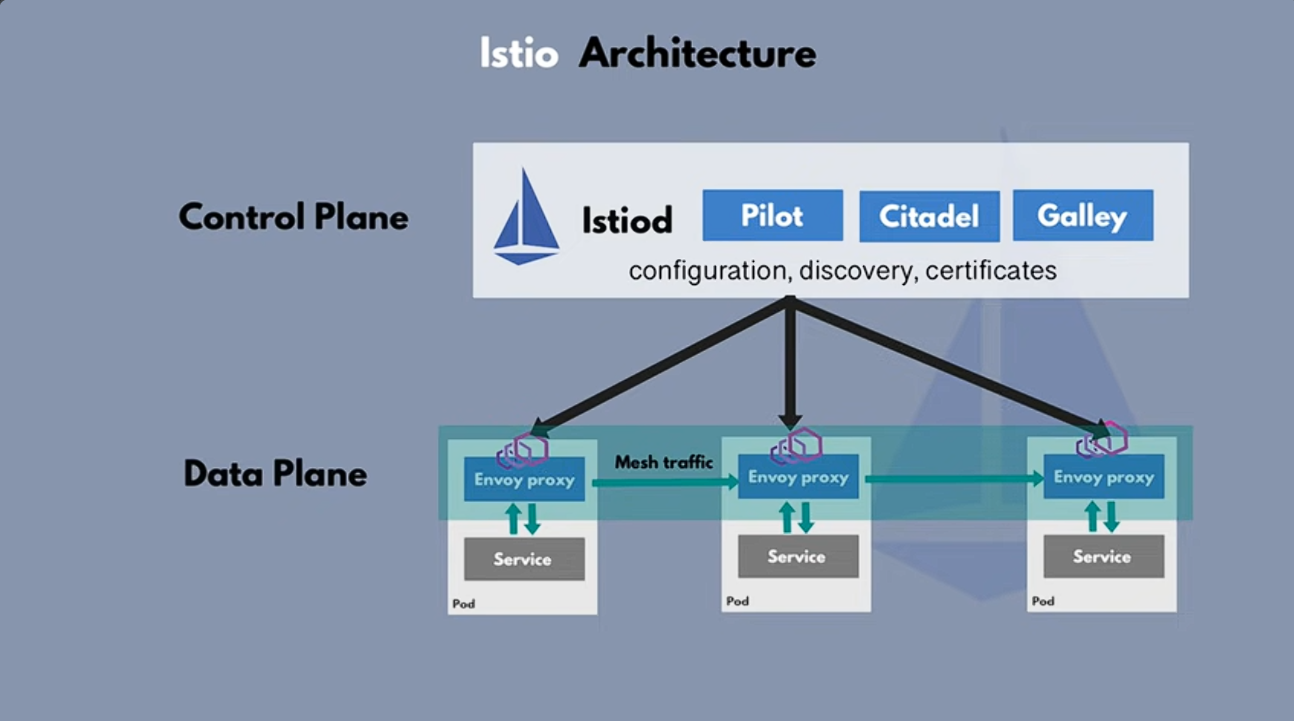 Istio Architecture
Control Plane
Istiod
Pilot
Citadel
Galley
configuration, discovery, certificates
Data Plane
Envoy proxy
Mesh traffic
Envoy proxy
Envoy proxy
Service
Service
Service
Pod
Pod
Pod